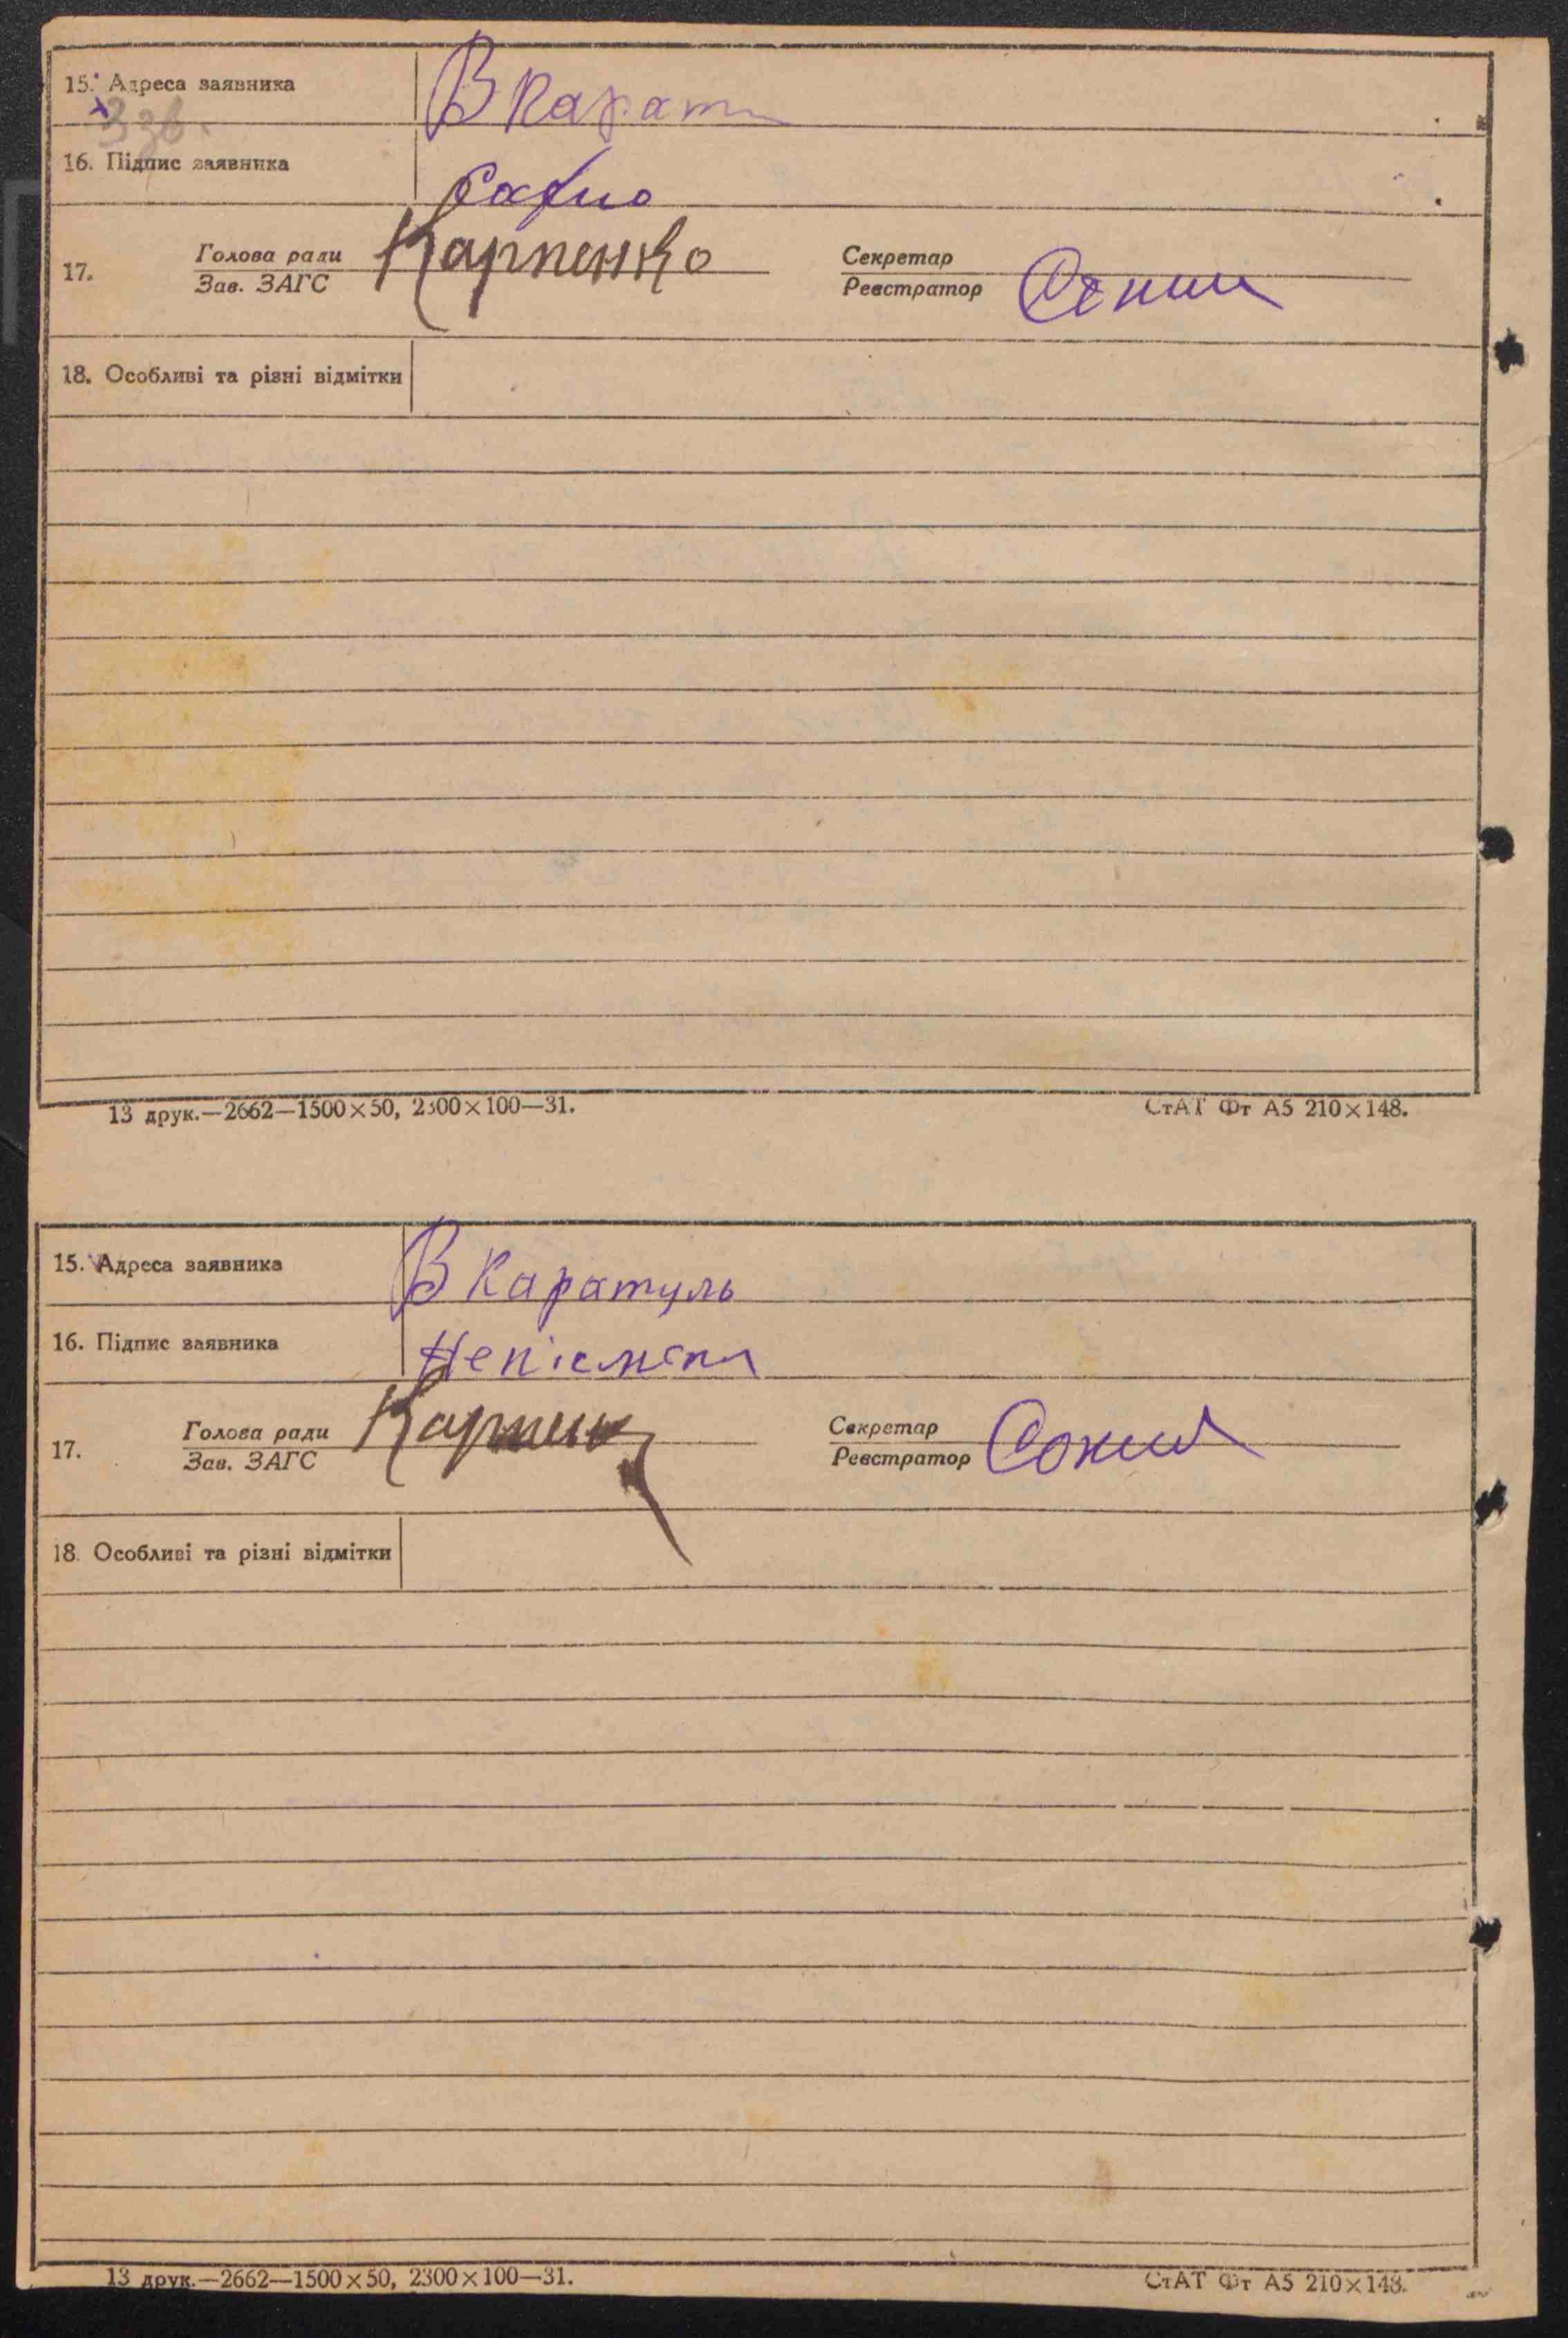 15. Адреса заявника В Карат
16. Підпис заявника
17. Голова ради Карпенко Секретар
Зав. ЗАГС Реєстратор
18. Особливі та різні відмітки
13 друк.—2662—1500×50, 2300×100—31. СтАТ Фт А5 210×148.
15. Адреса заявника В Каратуль
16. Підпис заявника Неписмена
17. Голова ради Секретар
Зав. ЗАГС Реєстратор
18. Особливі та різні відмітки
13 друк.—2662—1500×50, 2300×100—31. СтАТ Фт А5 210×148.